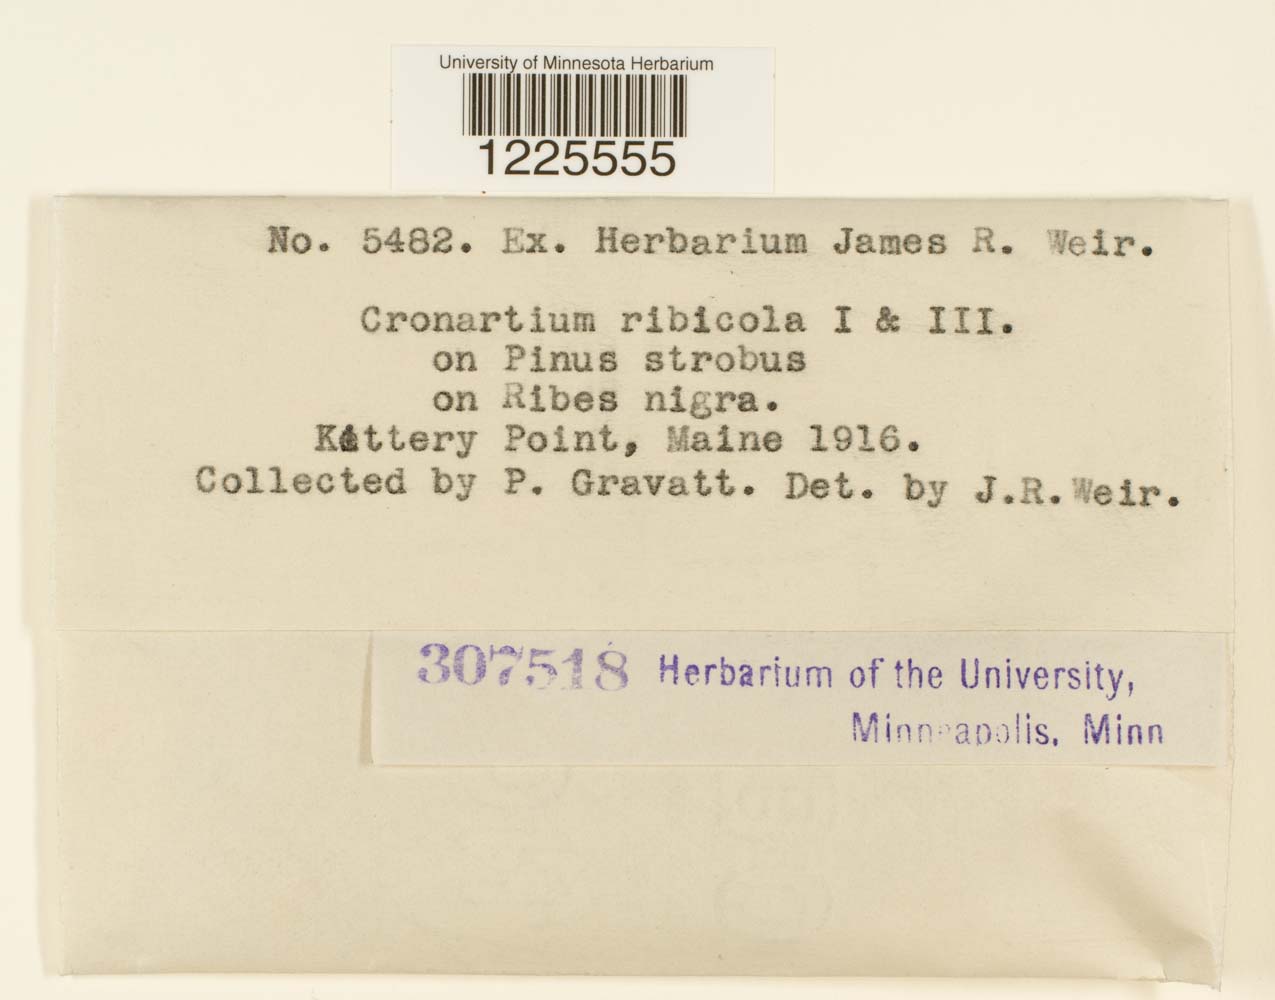 University of Minnesota Herbarium
1225555
No. 5482. Ex. Herbarium James R. Weir.
Cronartium ribicola I & III.
on Pinus strobus
on Ribes nigra.
Kittery Point, Maine 1916.
Collected by P. Gravatt. Det. by J.R.Weir.
307518 Herbarium of the University,
Minneapolis, Minn